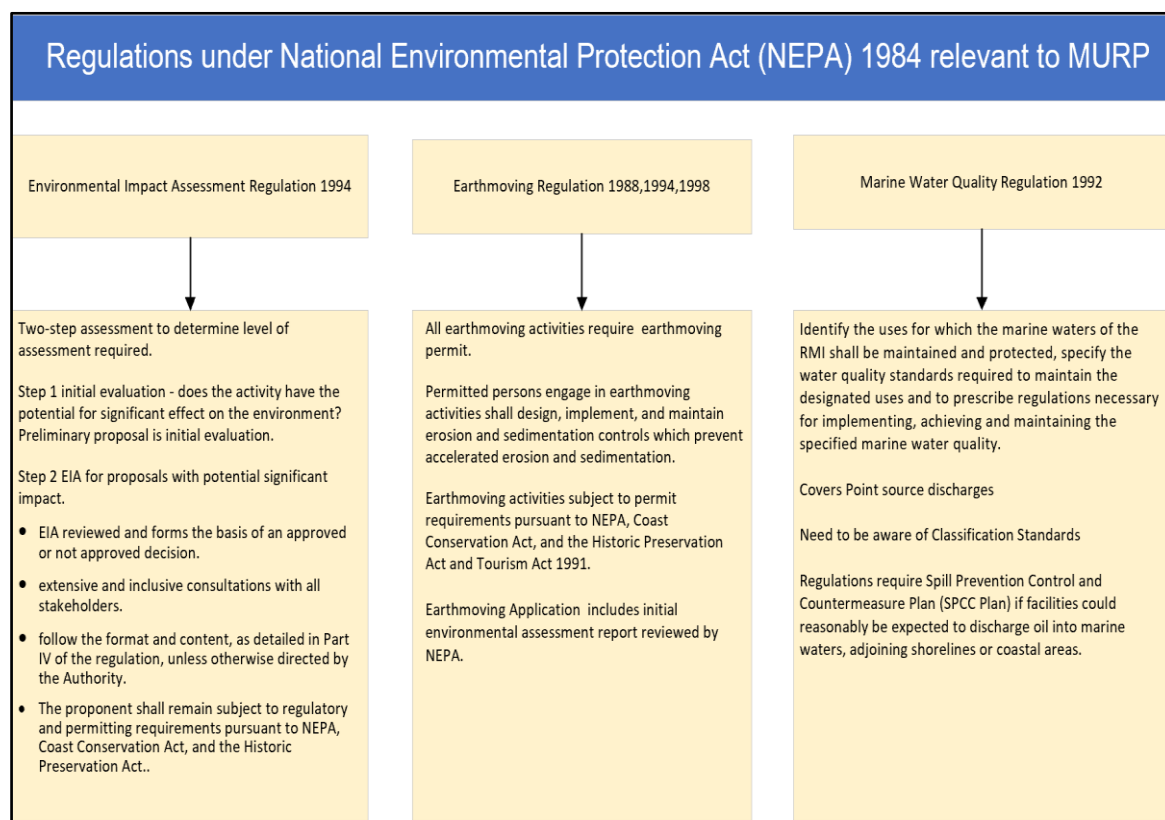 Regulations under National Environmental Protection Act (NEPA) 1984 relevant to MURP
Environmental Impact Assessment Regulation 1994
Two-step assessment to determine level of
assessment required.
Step 1 initial evaluation - does the activity have the
potential for significant effect on the environment?
Preliminary proposal is initial evaluation.
Step 2 EIA for proposals with potential significant
impact.
• EIA reviewed and forms the basis of an approved
or not approved decision.
• extensive and inclusive consultations with all
stakeholders.
• follow the format and content, as detailed in Part
IV of the regulation, unless otherwise directed by
the Authority.
• The proponent shall remain subject to regulatory
and permitting requirements pursuant to NEPA,
Coast Conservation Act, and the Historic
Preservation Act..
Earthmoving Regulation 1988,1994,1998
All earthmoving activities require earthmoving
permit.
Permitted persons engage in earthmoving
activities shall design, implement, and maintain
erosion and sedimentation controls which prevent
accelerated erosion and sedimentation.
Earthmoving activities subject to permit
requirements pursuant to NEPA, Coast
Conservation Act, and the Historic Preservation
Act and Tourism Act 1991.
Earthmoving Application includes initial
environmental assessment report reviewed by
NEPA.
Marine Water Quality Regulation 1992
Identify the uses for which the marine waters of the
RMI shall be maintained and protected, specify the
water quality standards required to maintain the
designated uses and to prescribe regulations necessary
for implementing, achieving and maintaining the
specified marine water quality.
Covers Point source discharges
Need to be aware of Classification Standards
Regulations require Spill Prevention Control and
Countermeasure Plan (SPCC Plan) if facilities could
reasonably be expected to discharge oil into marine
waters, adjoining shorelines or coastal areas.